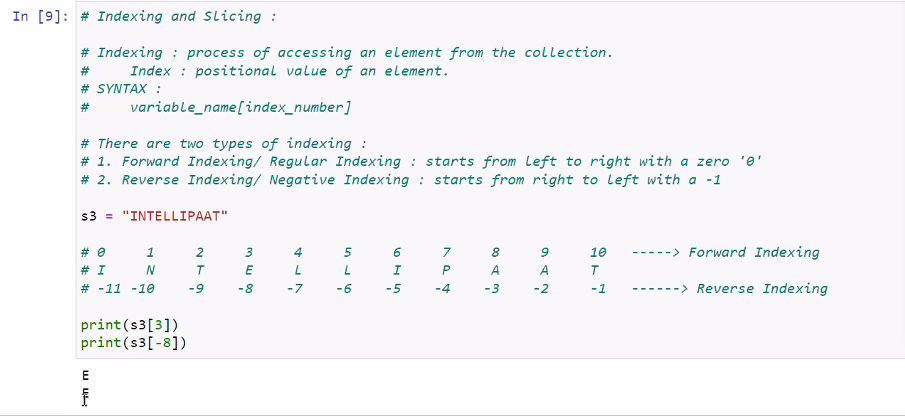 In [9]: # Indexing and Slicing :
# Indexing : process of accessing an element from the collection.
#     Index : positional value of an element.
# SYNTAX :
#     variable_name[index_number]
# There are two types of indexing :
# 1. Forward Indexing/ Regular Indexing : starts from left to right with a zero '0'
# 2. Reverse Indexing/ Negative Indexing : starts from right to left with a -1
s3 = "INTELLIPAAT"
# 0     1     2     3     4     5     6     7     8     9     10   -----> Forward Indexing
# I     N     T     E     L     L     I     P     A     A     T
# -11 -10    -9    -8    -7    -6    -5    -4    -3    -2     -1   ------> Reverse Indexing
print(s3[3])
print(s3[-8])
E
E